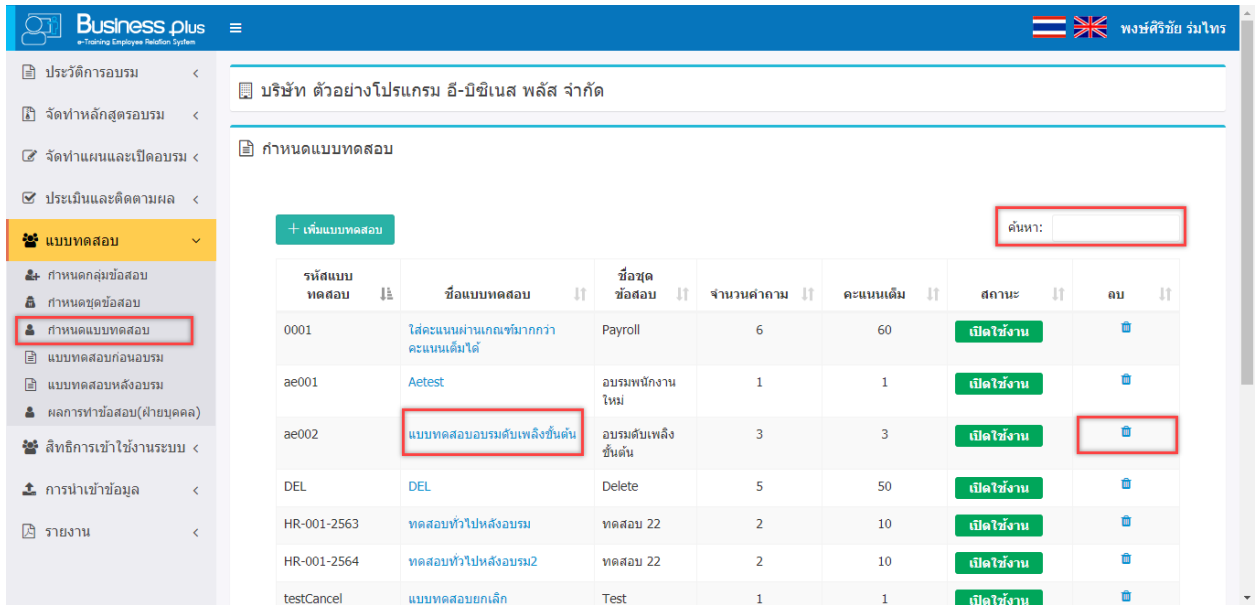 Business Plus
e-Training Employee Relation System
พงษ์ศิริชัย ร่มไทร
ประวัติการอบรม
จัดทำหลักสูตรอบรม
จัดทำแผนและเปิดอบรม
ประเมินและติดตามผล
แบบทดสอบ
กำหนดกลุ่มข้อสอบ
กำหนดชุดข้อสอบ
กำหนดแบบทดสอบ
แบบทดสอบก่อนอบรม
แบบทดสอบหลังอบรม
ผลการทำข้อสอบ(ฝ่ายบุคคล)
สิทธิการเข้าใช้งานระบบ
การนำเข้าข้อมูล
รายงาน
บริษัท ตัวอย่างโปรแกรม อี-บิซิเนส พลัส จำกัด
กำหนดแบบทดสอบ
+ เพิ่มแบบทดสอบ
ค้นหา:
รหัสแบบทดสอบ ชื่อแบบทดสอบ ชื่อชุดข้อสอบ จำนวนคำถาม คะแนนเต็ม สถานะ ลบ
0001 ใส่คะแนนผ่านเกณฑ์มากกว่า Payroll 6 60 เปิดใช้งาน
คะแนนเต็มได้
ae001 Aetest อบรมพนักงาน 1 1 เปิดใช้งาน
ใหม่
ae002 แบบทดสอบอบรมดับเพลิงขั้นต้น อบรมดับเพลิง 3 3 เปิดใช้งาน
ขั้นต้น
DEL DEL Delete 5 50 เปิดใช้งาน
HR-001-2563 ทดสอบทั่วไปหลังอบรม ทดสอบ 22 2 10 เปิดใช้งาน
HR-001-2564 ทดสอบทั่วไปหลังอบรม2 ทดสอบ 22 2 10 เปิดใช้งาน
testCancel แบบทดสอบยกเลิก Test 1 1 เปิดใช้งาน